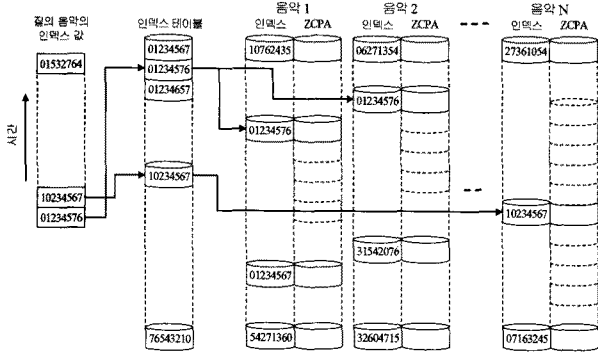 질의 음악의
인덱스 값
인덱스 테이블
음악 1
음악 2
음악 N
인덱스 ZCPA
인덱스 ZCPA
인덱스 ZCPA
시간
01532764
10234567
01234576
01234567
01234576
01234657
10234567
76543210
10762435
01234576
01234567
54271360
06271354
01234576
31542076
32604715
27361054
10234567
07163245